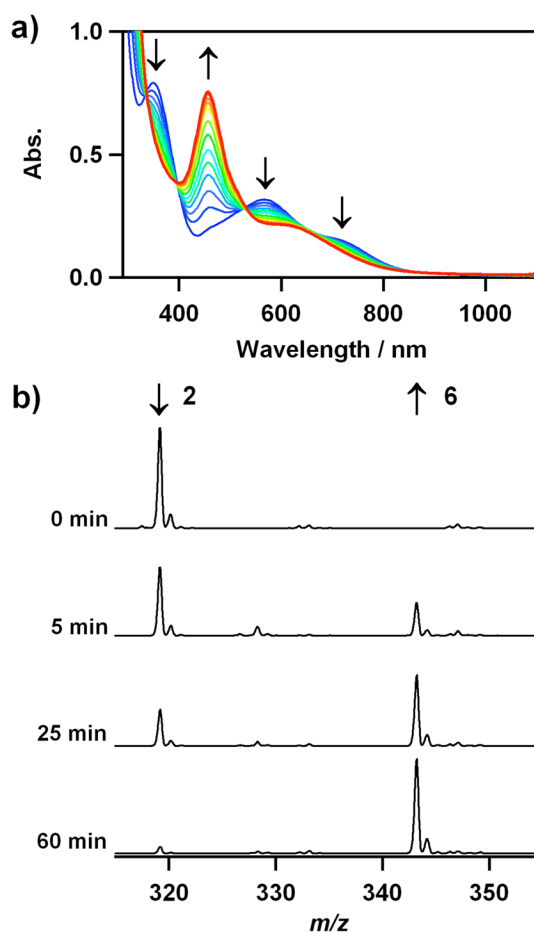 a)
1.0
0.5
0.0
Abs.
400 600 800 1000
Wavelength / nm
b)
↓ 2 ↑ 6
0 min
5 min
25 min
60 min
320 330 340 350
m/z